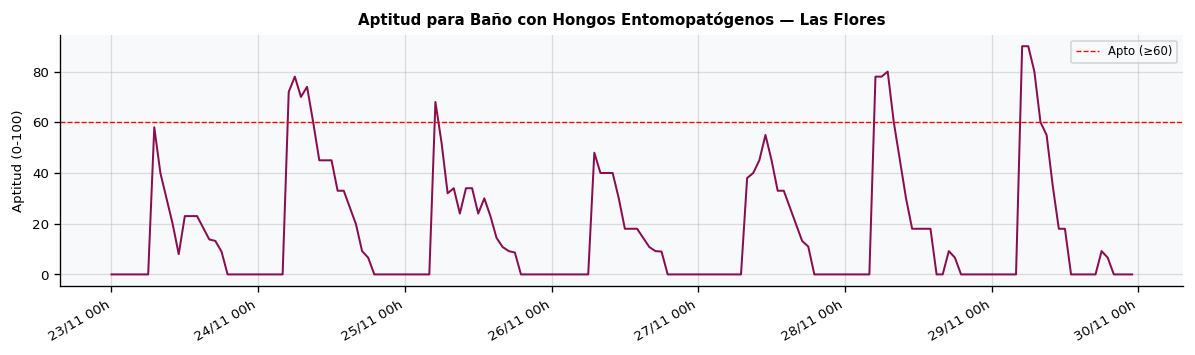 Aptitud para Baño con Hongos Entomopatógenos — Las Flores
Apto (≥60)
Aptitud (0-100)
80
60
40
20
0
23/11 00h
24/11 00h
25/11 00h
26/11 00h
27/11 00h
28/11 00h
29/11 00h
30/11 00h